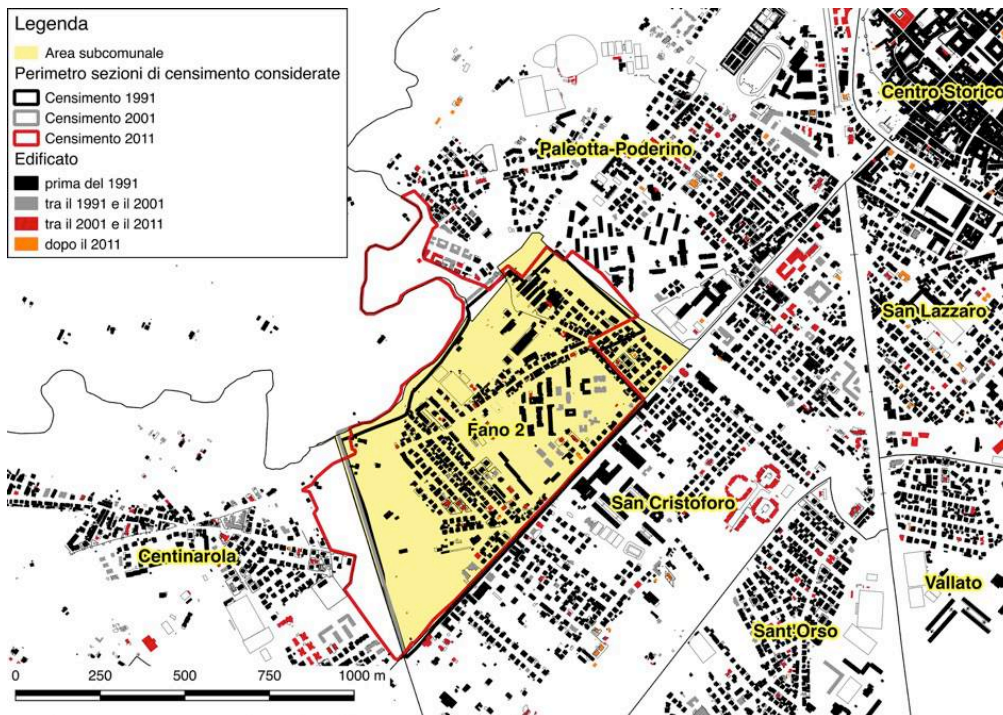 Legenda
Area subcomunale
Perimetro sezioni di censimento considerate
Censimento 1991
Censimento 2001
Censimento 2011
Edificato
prima del 1991
tra il 1991 e il 2001
tra il 2001 e il 2011
dopo il 2011
Centro Storico
Paleotta-Poderino
San Lazzaro
Fano 2
San Cristoforo
Centinarola
Vallato
Sant'Orso
0 250 500 750 1000 m